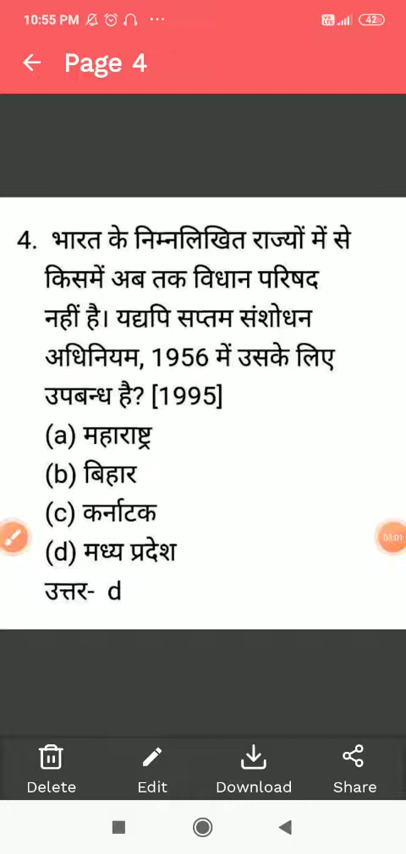 10:55 PM ... 42
Page 4
4. भारत के निम्नलिखित राज्यों में से
किसमें अब तक विधान परिषद
नहीं है। यद्यपि सप्तम संशोधन
अधिनियम, 1956 में उसके लिए
उपबन्ध है? [1995]
(a) महाराष्ट्र
(b) बिहार
(c) कर्नाटक
(d) मध्य प्रदेश
उत्तर- d
Delete Edit Download Share